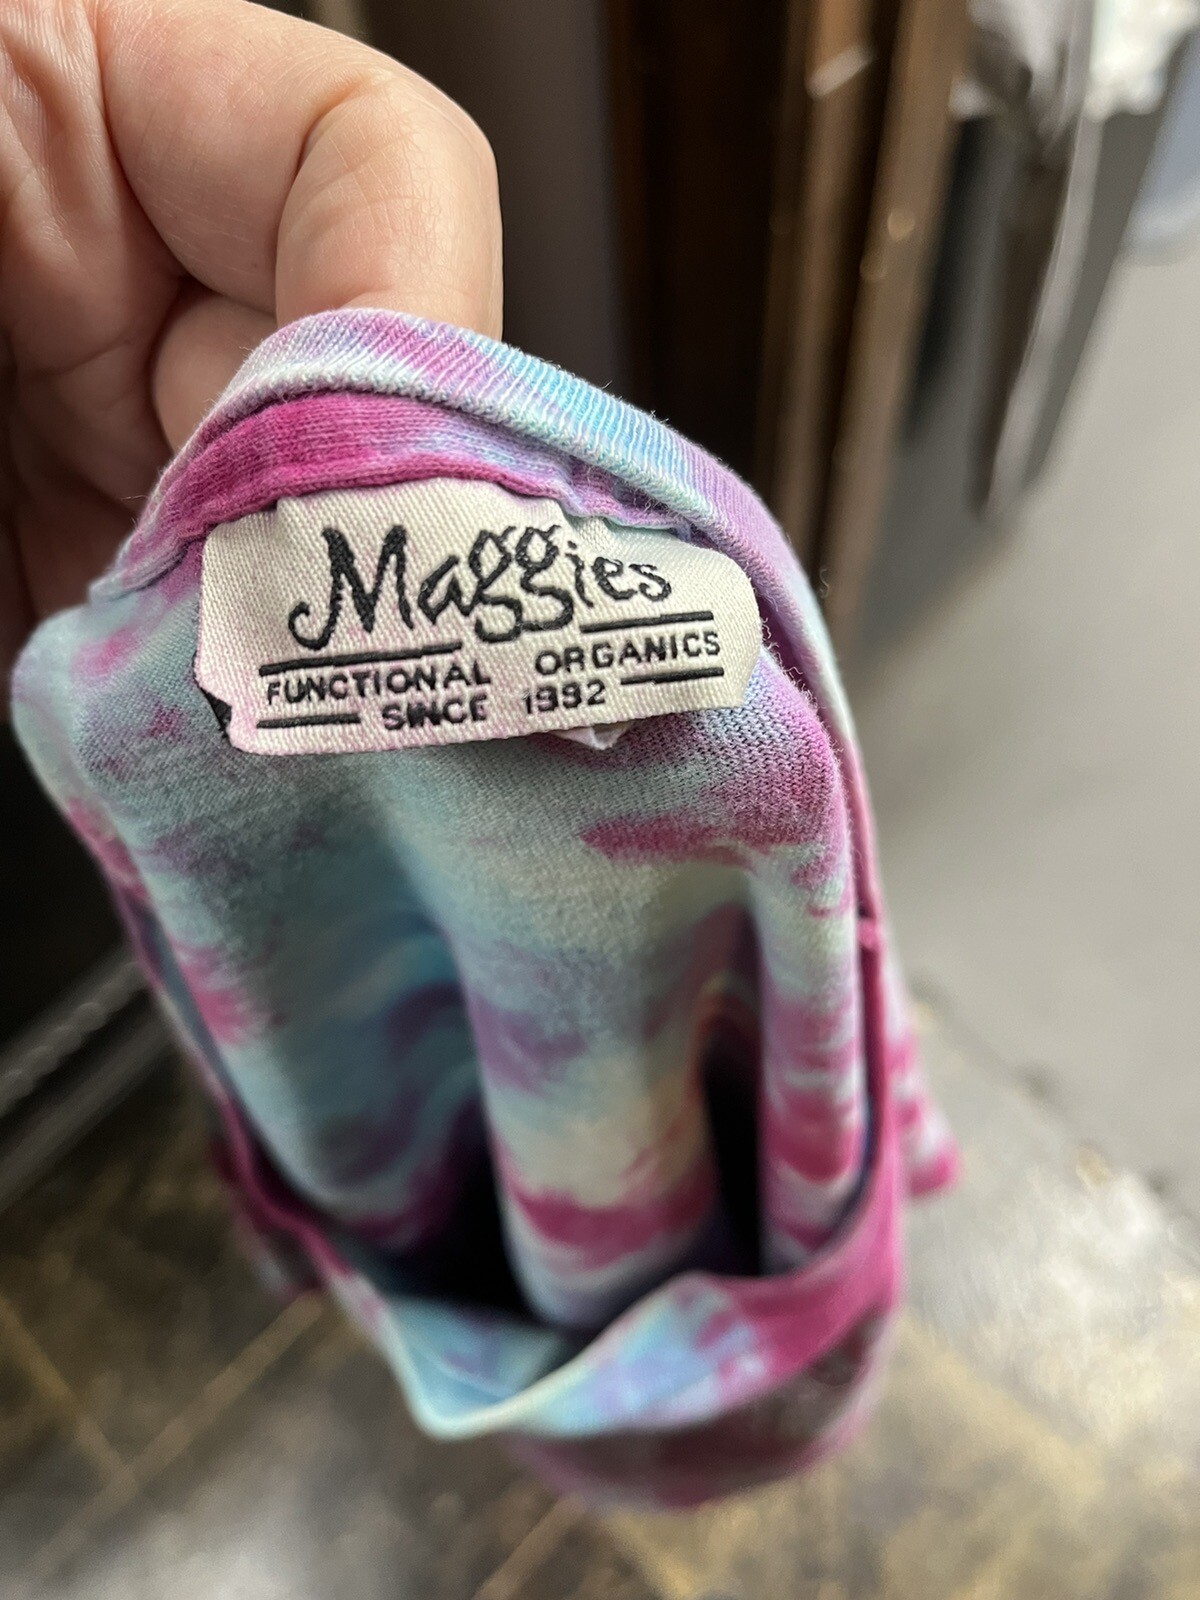 Maggies
FUNCTIONAL ORGANICS
SINCE 1992